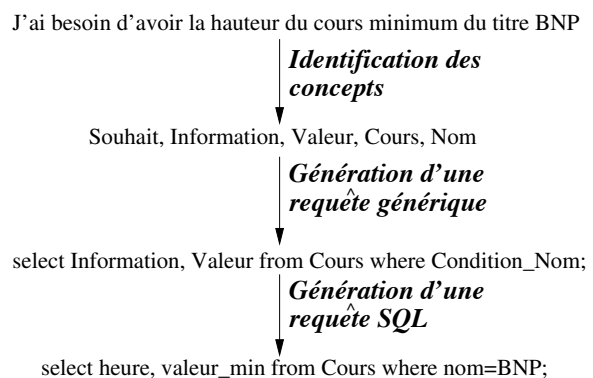 J'ai besoin d'avoir la hauteur du cours minimum du titre BNP
Identification des
concepts
Souhait, Information, Valeur, Cours, Nom
Génération d'une
requête générique
select Information, Valeur from Cours where Condition_Nom;
Génération d'une
requête SQL
select heure, valeur_min from Cours where nom=BNP;